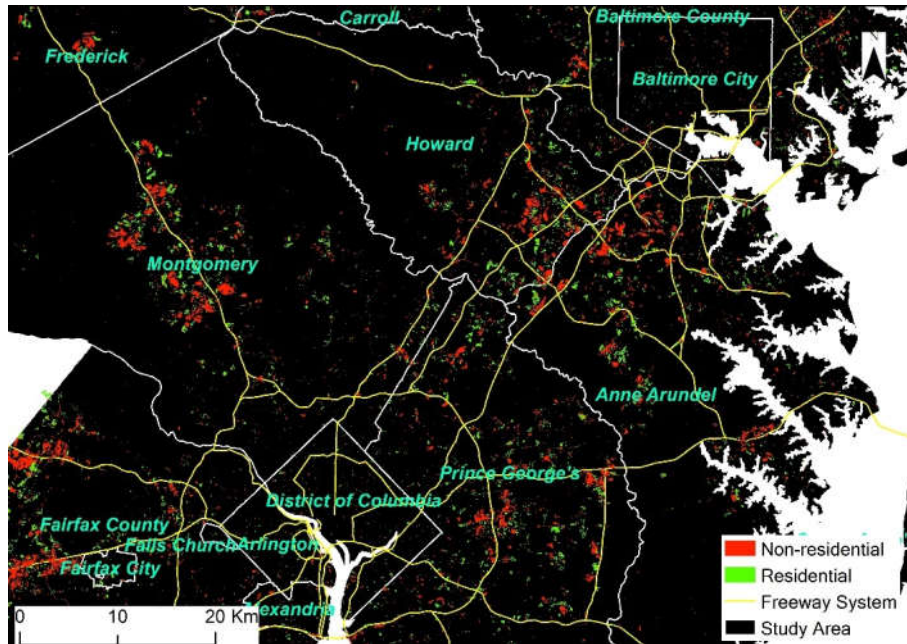 Carroll
Baltimore County
Frederick
Baltimore City
Howard
Montgomery
Anne Arundel
Prince George's
District of Columbia
Fairfax County
Falls Church
Arlington
Fairfax City
Alexandria
Non-residential
Residential
Freeway System
Study Area
0 10 20 Km